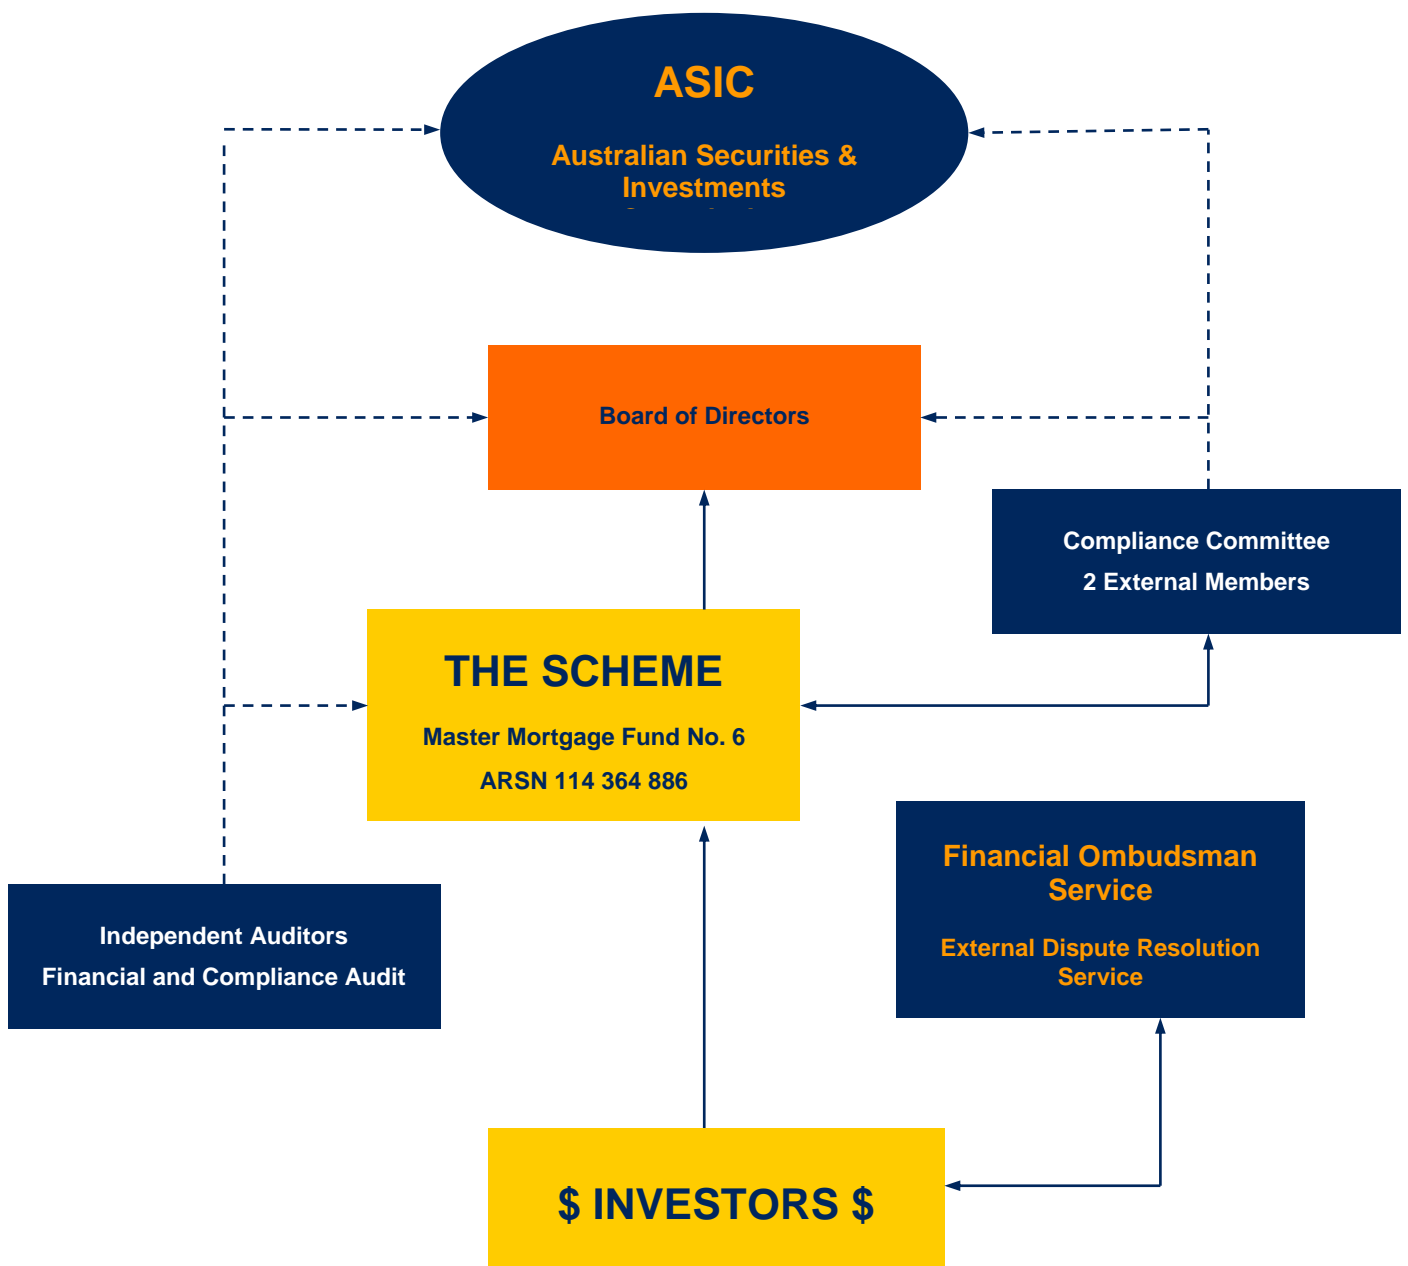 ASIC
Australian Securities &
Investments
Board of Directors
Compliance Committee
2 External Members
THE SCHEME
Master Mortgage Fund No. 6
ARSN 114 364 886
Financial Ombudsman
Service
External Dispute Resolution
Service
Independent Auditors
Financial and Compliance Audit
$ INVESTORS $